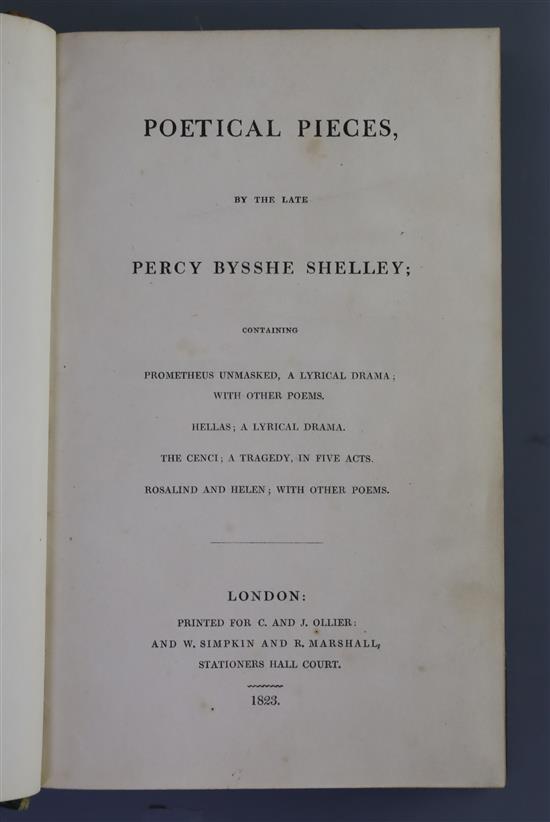 POETICAL PIECES,
BY THE LATE
PERCY BYSSHE SHELLEY;
CONTAINING
PROMETHEUS UNMASKED, A LYRICAL DRAMA;
WITH OTHER POEMS.
HELLAS; A LYRICAL DRAMA.
THE CENCI; A TRAGEDY, IN FIVE ACTS.
ROSALIND AND HELEN; WITH OTHER POEMS.
LONDON:
PRINTED FOR C. AND J. OLLIER:
AND W. SIMPKIN AND R. MARSHALL,
STATIONERS HALL COURT.
1823.